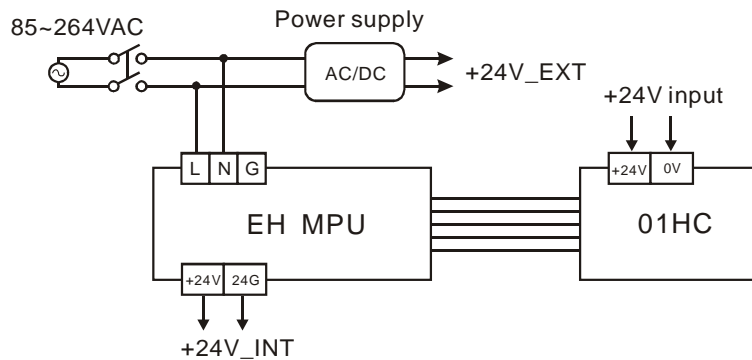 Power supply
85~264VAC
AC/DC
+24V_EXT
+24V input
L N G
+24V 0V
EH MPU
01HC
+24V 24G
+24V_INT